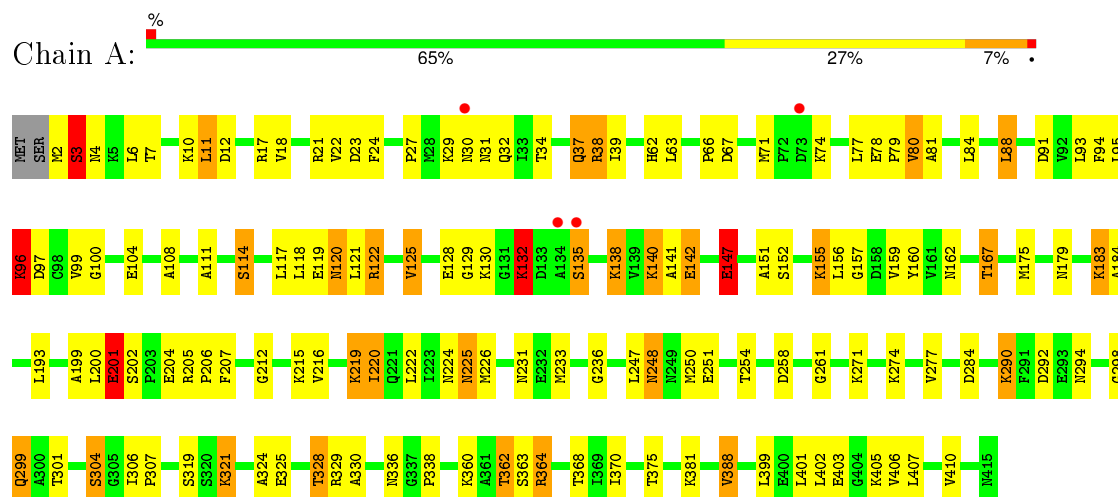 %
Chain A:
65% 27% 7% •
MET SER M2 S3 N4 K5 L6 T7 K10 L11 D12 R17 V18 R21 V22 D23 F24 P27 M28 K29 N30 N31 Q32 I33 T34 Q37 R38 I39 H62 L63 P66 D67 M71 P72 D73 K74 L77 E78 P79 V80 A81 L84 L88 D91 V92 L93 F94 L95
K96 D97 C98 V99 G100 E104 A108 A111 S114 L117 L118 E119 N120 L121 R122 V125 E128 G129 K130 G131 K132 D133 A134 S135 K138 V139 K140 A141 E142 E147 A151 S152 K155 L156 G157 D158 V159 Y160 V161 N162 T167 M175 N179 K183 A184
L193 A199 L200 E201 S202 P203 E204 R205 P206 F207 G212 K215 V216 K219 I220 Q221 L222 I223 N224 N225 M226 N231 E232 M233 G236 L247 N248 N249 M250 E251 T254 D258 G261 K271 K274 V277 D284 K290 F291 D292 E293 N294
Q299 A300 T301 S304 G305 I306 P307 S319 S320 K321 A324 E325 T328 R329 A330 N336 G337 P338 K360 A361 T362 S363 R364 T368 I369 I370 T375 K381 V388 L399 E400 L401 L402 E403 G404 K405 V406 L407 V410 N415